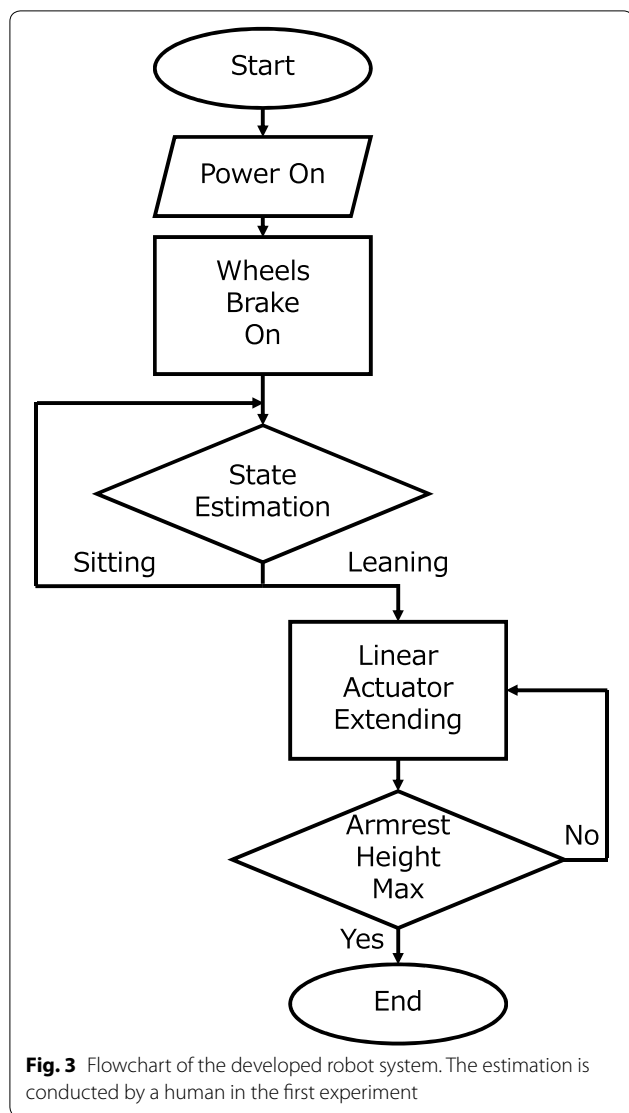 Start
Power On
Wheels
Brake
On
State
Estimation
Sitting
Leaning
Linear
Actuator
Extending
Armrest
Height
Max
No
Yes
End
Fig. 3 Flowchart of the developed robot system. The estimation is
conducted by a human in the first experiment